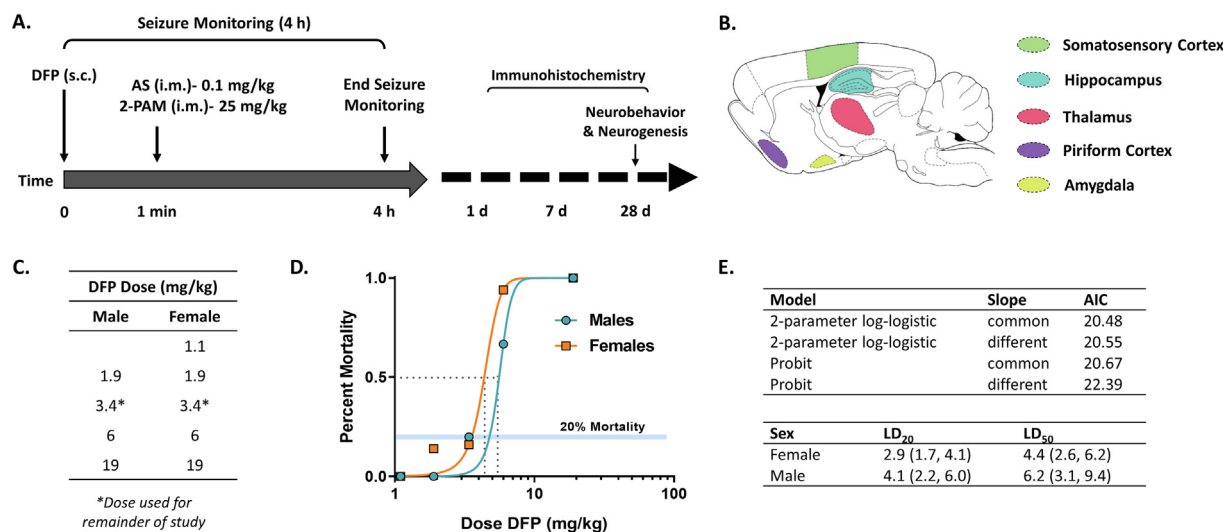 A.
Seizure Monitoring (4 h)
DFP (s.c.)
AS (i.m.)- 0.1 mg/kg
2-PAM (i.m.)- 25 mg/kg
End Seizure
Monitoring
Immunohistochemistry
Neurobehavior
& Neurogenesis
Time
0 1 min 4 h 1 d 7 d 28 d
B.
Somatosensory Cortex
Hippocampus
Thalamus
Piriform Cortex
Amygdala
C.
DFP Dose (mg/kg)
Male Female
1.1
1.9 1.9
3.4* 3.4*
6 6
19 19
*Dose used for
remainder of study
D.
Percent Mortality
1.0
0.5
0.0
Males
Females
20% Mortality
1 10 100
Dose DFP (mg/kg)
E.
Model Slope AIC
2-parameter log-logistic common 20.48
2-parameter log-logistic different 20.55
Probit common 20.67
Probit different 22.39
Sex LD20 LD50
Female 2.9 (1.7, 4.1) 4.4 (2.6, 6.2)
Male 4.1 (2.2, 6.0) 6.2 (3.1, 9.4)